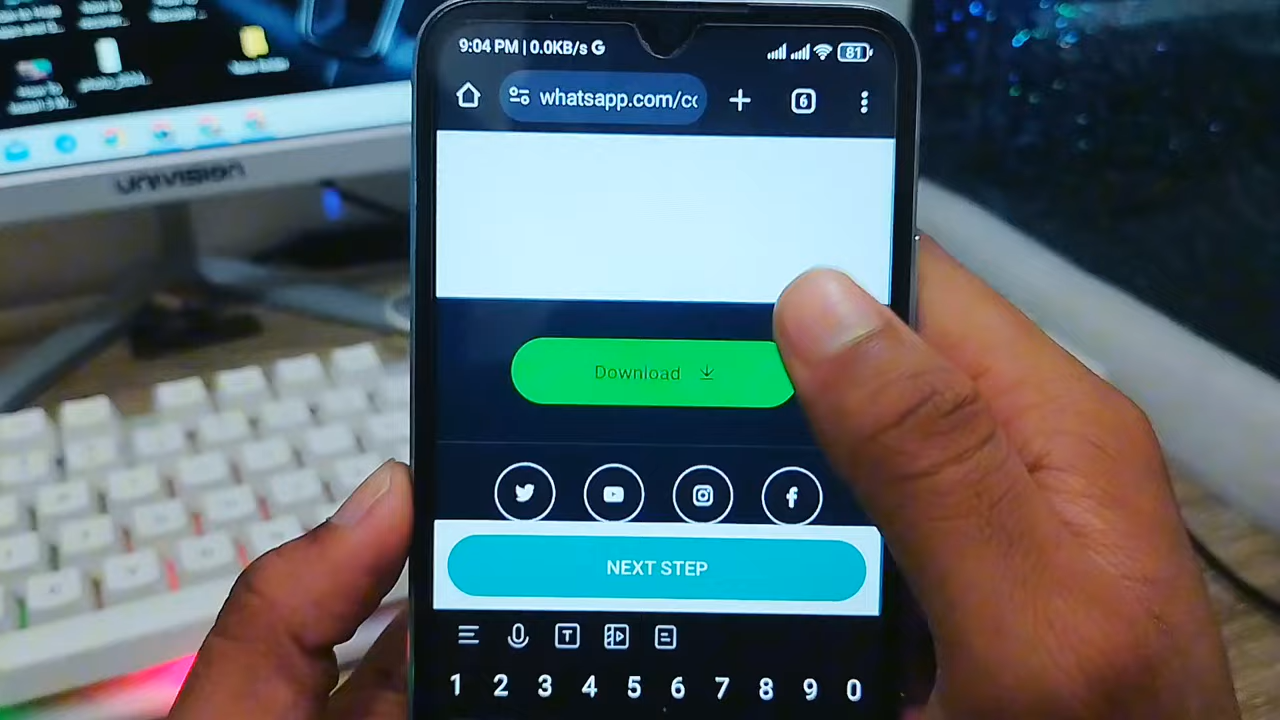 9:04 PM | 0.0KB/s G 81
whatsapp.com/co
6
Download
NEXT STEP
T
1 2 3 4 5 6 7 8 9 0
UNIVISION